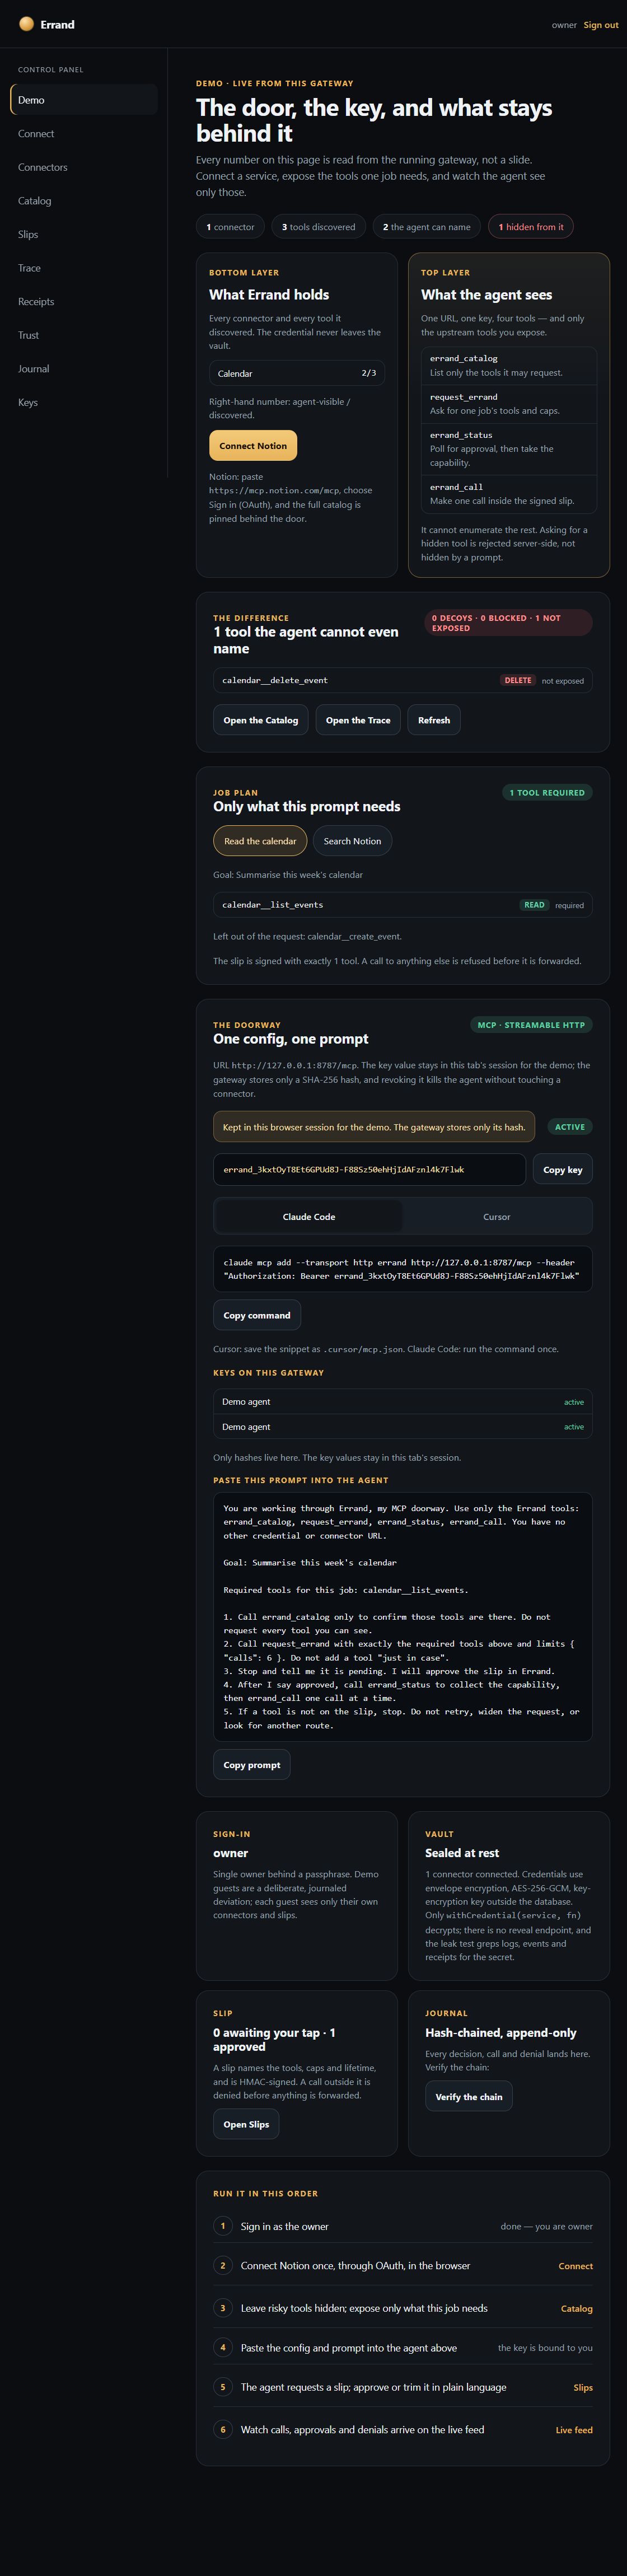 Errand
owner Sign out
CONTROL PANEL
Demo
Connect
Connectors
Catalog
Slips
Trace
Receipts
Trust
Journal
Keys
DEMO · LIVE FROM THIS GATEWAY
The door, the key, and what stays
behind it
Every number on this page is read from the running gateway, not a slide.
Connect a service, expose the tools one job needs, and watch the agent see
only those.
1 connector
3 tools discovered
2 the agent can name
1 hidden from it
BOTTOM LAYER
What Errand holds
Every connector and every tool it
discovered. The credential never leaves the
vault.
Calendar 2/3
Right-hand number: agent-visible /
discovered.
Connect Notion
Notion: paste
https://mcp.notion.com/mcp, choose
Sign in (OAuth), and the full catalog is
pinned behind the door.
TOP LAYER
What the agent sees
One URL, one key, four tools — and only
the upstream tools you expose.
errand_catalog
List only the tools it may request.
request_errand
Ask for one job's tools and caps.
errand_status
Poll for approval, then take the
capability.
errand_call
Make one call inside the signed slip.
It cannot enumerate the rest. Asking for a
hidden tool is rejected server-side, not
hidden by a prompt.
THE DIFFERENCE
1 tool the agent cannot even
name
0 DECOYS · 0 BLOCKED · 1 NOT
EXPOSED
calendar__delete_event DELETE not exposed
Open the Catalog
Open the Trace
Refresh
JOB PLAN
Only what this prompt needs
1 TOOL REQUIRED
Read the calendar
Search Notion
Goal: Summarise this week's calendar
calendar__list_events READ required
Left out of the request: calendar__create_event.
The slip is signed with exactly 1 tool. A call to anything else is refused before it is forwarded.
THE DOORWAY
One config, one prompt
MCP · STREAMABLE HTTP
URL http://127.0.0.1:8787/mcp. The key value stays in this tab's session for the demo; the
gateway stores only a SHA-256 hash, and revoking it kills the agent without touching a
connector.
Kept in this browser session for the demo. The gateway stores only its hash.
ACTIVE
errand_3kxtOyT8Et6GPUd8J-F88Sz50ehHjIdAFznl4k7Flwk
Copy key
Claude Code
Cursor
claude mcp add --transport http errand http://127.0.0.1:8787/mcp --header
"Authorization: Bearer errand_3kxtOyT8Et6GPUd8J-F88Sz50ehHjIdAFznl4k7Flwk"
Copy command
Cursor: save the snippet as .cursor/mcp.json. Claude Code: run the command once.
KEYS ON THIS GATEWAY
Demo agent active
Demo agent active
Only hashes live here. The key values stay in this tab's session.
PASTE THIS PROMPT INTO THE AGENT
You are working through Errand, my MCP doorway. Use only the Errand tools:
errand_catalog, request_errand, errand_status, errand_call. You have no
other credential or connector URL.
Goal: Summarise this week's calendar
Required tools for this job: calendar__list_events.
1. Call errand_catalog only to confirm those tools are there. Do not
request every tool you can see.
2. Call request_errand with exactly the required tools above and limits {
"calls": 6 }. Do not add a tool "just in case".
3. Stop and tell me it is pending. I will approve the slip in Errand.
4. After I say approved, call errand_status to collect the capability,
then errand_call one call at a time.
5. If a tool is not on the slip, stop. Do not retry, widen the request, or
look for another route.
Copy prompt
SIGN-IN
owner
Single owner behind a passphrase. Demo
guests are a deliberate, journaled
deviation; each guest sees only their own
connectors and slips.
VAULT
Sealed at rest
1 connector connected. Credentials use
envelope encryption, AES-256-GCM, key-
encryption key outside the database.
Only withCredential(service, fn)
decrypts; there is no reveal endpoint, and
the leak test greps logs, events and
receipts for the secret.
SLIP
0 awaiting your tap · 1
approved
A slip names the tools, caps and lifetime,
and is HMAC-signed. A call outside it is
denied before anything is forwarded.
Open Slips
JOURNAL
Hash-chained, append-only
Every decision, call and denial lands here.
Verify the chain:
Verify the chain
RUN IT IN THIS ORDER
1 Sign in as the owner done — you are owner
2 Connect Notion once, through OAuth, in the browser Connect
3 Leave risky tools hidden; expose only what this job needs Catalog
4 Paste the config and prompt into the agent above the key is bound to you
5 The agent requests a slip; approve or trim it in plain language Slips
6 Watch calls, approvals and denials arrive on the live feed Live feed